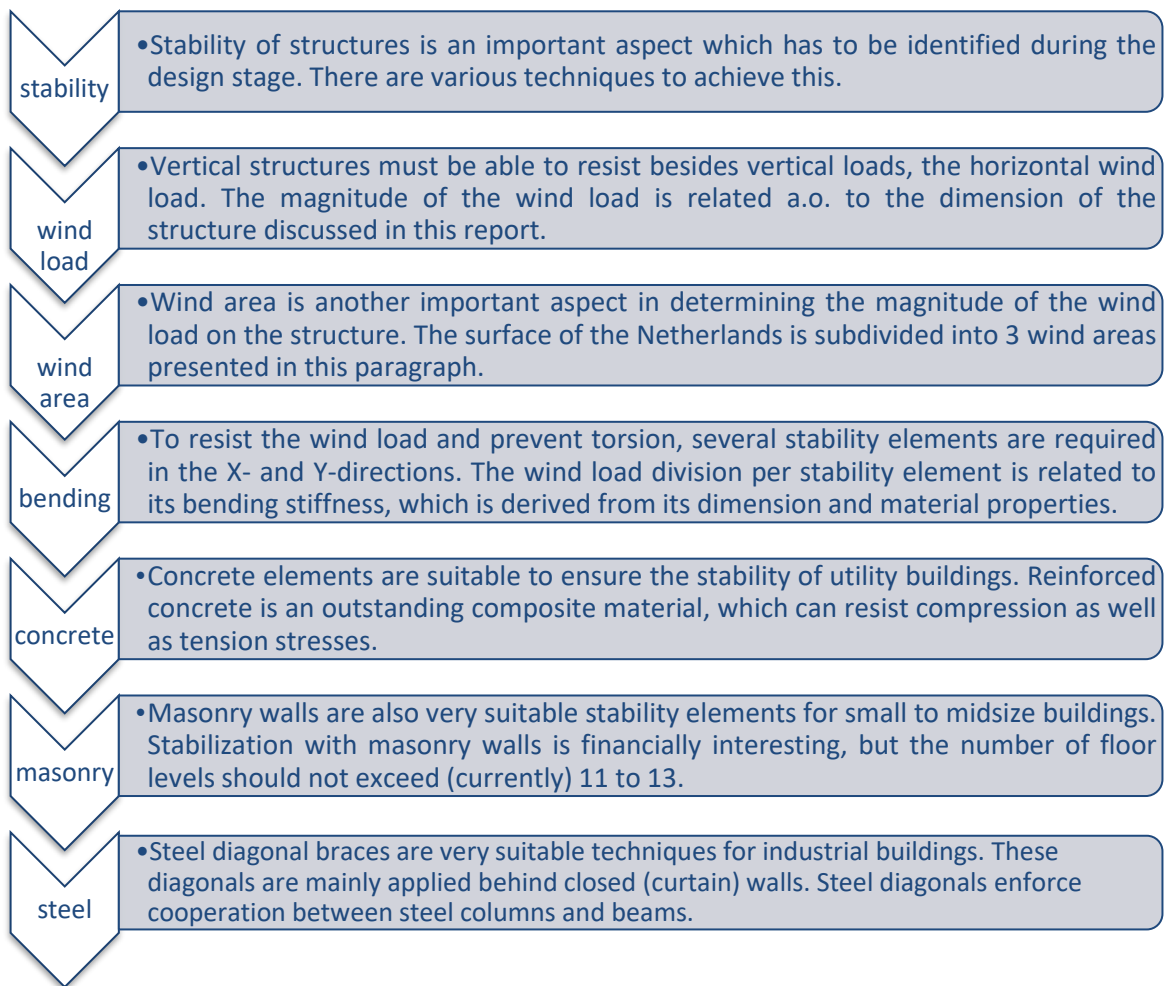 stability
•Stability of structures is an important aspect which has to be identified during the
design stage. There are various techniques to achieve this.
wind
load
•Vertical structures must be able to resist besides vertical loads, the horizontal wind
load. The magnitude of the wind load is related a.o. to the dimension of the
structure discussed in this report.
wind
area
•Wind area is another important aspect in determining the magnitude of the wind
load on the structure. The surface of the Netherlands is subdivided into 3 wind areas
presented in this paragraph.
bending
•To resist the wind load and prevent torsion, several stability elements are required
in the X- and Y-directions. The wind load division per stability element is related to
its bending stiffness, which is derived from its dimension and material properties.
concrete
•Concrete elements are suitable to ensure the stability of utility buildings. Reinforced
concrete is an outstanding composite material, which can resist compression as well
as tension stresses.
masonry
•Masonry walls are also very suitable stability elements for small to midsize buildings.
Stabilization with masonry walls is financially interesting, but the number of floor
levels should not exceed (currently) 11 to 13.
steel
•Steel diagonal braces are very suitable techniques for industrial buildings. These
diagonals are mainly applied behind closed (curtain) walls. Steel diagonals enforce
cooperation between steel columns and beams.